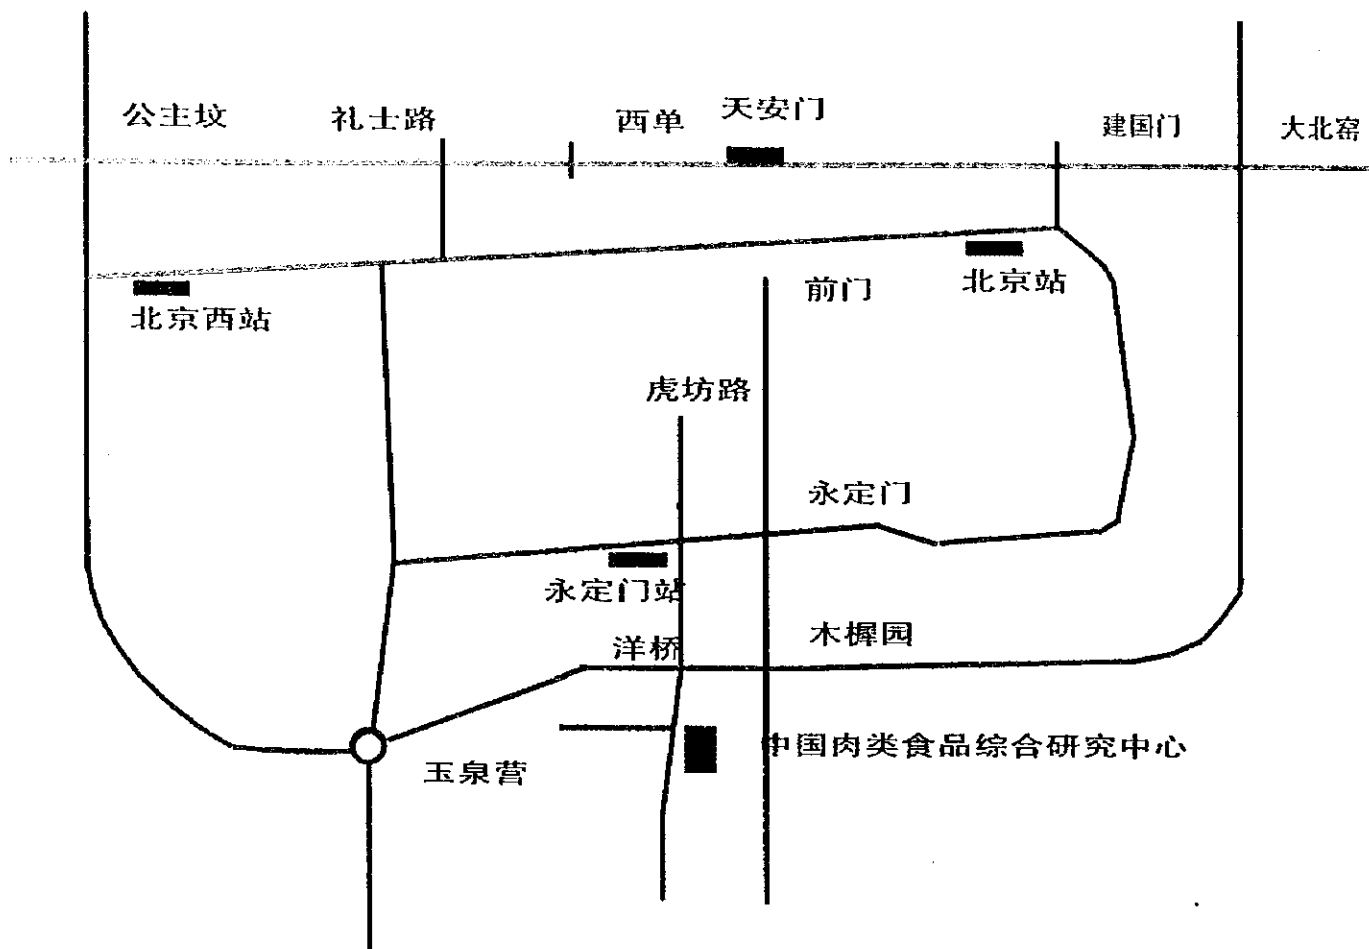 公主坟
礼士路
西单
天安门
建国门
大北窑
北京西站
前门
北京站
虎坊路
永定门
永定门站
洋桥
木樨园
玉泉营
中国肉类食品综合研究中心